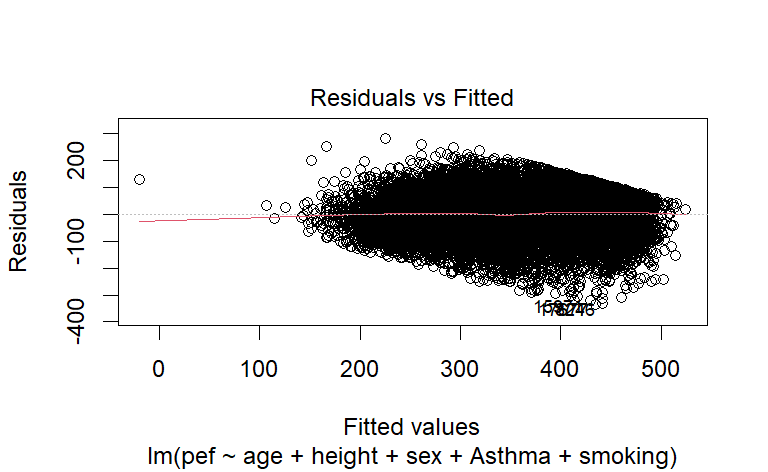 Residuals vs Fitted
Residuals
200
-100
-400
0
100
200
300
400
500
Fitted values
lm(pef ~ age + height + sex + Asthma + smoking)